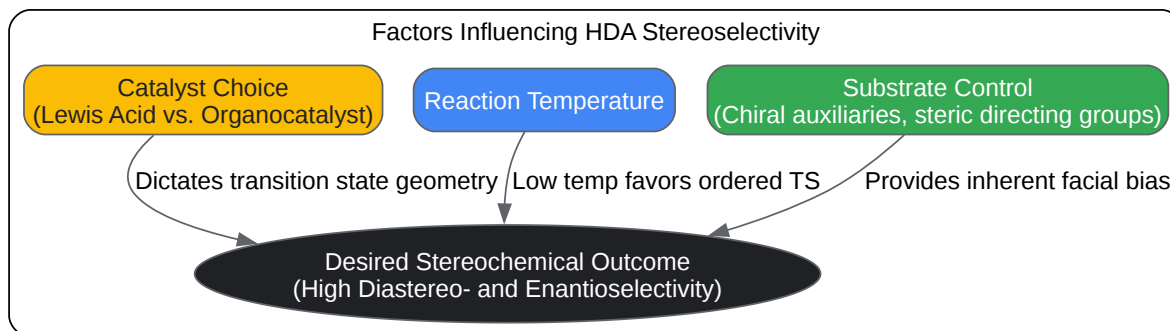 Factors Influencing HDA Stereoselectivity
Catalyst Choice
(Lewis Acid vs. Organocatalyst)
Reaction Temperature
Substrate Control
(Chiral auxiliaries, steric directing groups)
Dictates transition state geometry
Low temp favors ordered TS
Provides inherent facial bias
Desired Stereochemical Outcome
(High Diastereo- and Enantioselectivity)